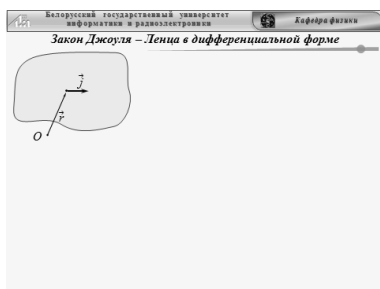 Белорусский государственный университет
информатики и радиоэлектроники
Кафедра физики
Закон Джоуля – Ленца в дифференциальной форме
j
r
O